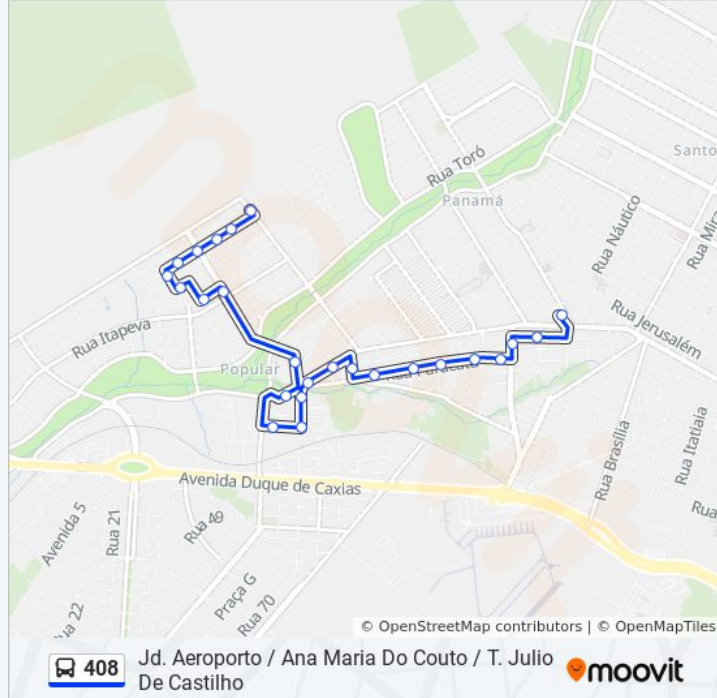 Santo
Rua Toró
Panamá
Rua Náutico
Rua Mir
Rua Jerusalém
Rua Itapeva
Popular
Rua Brasília
Rua Itatiaia
Rua
Avenida Duque de Caxias
Avenida 5
Rua 21
Rua 49
Praça G
Rua 70
Rua 22
© OpenStreetMap contributors | © OpenMapTiles
408
Jd. Aeroporto / Ana Maria Do Couto / T. Julio
De Castilho
moovit